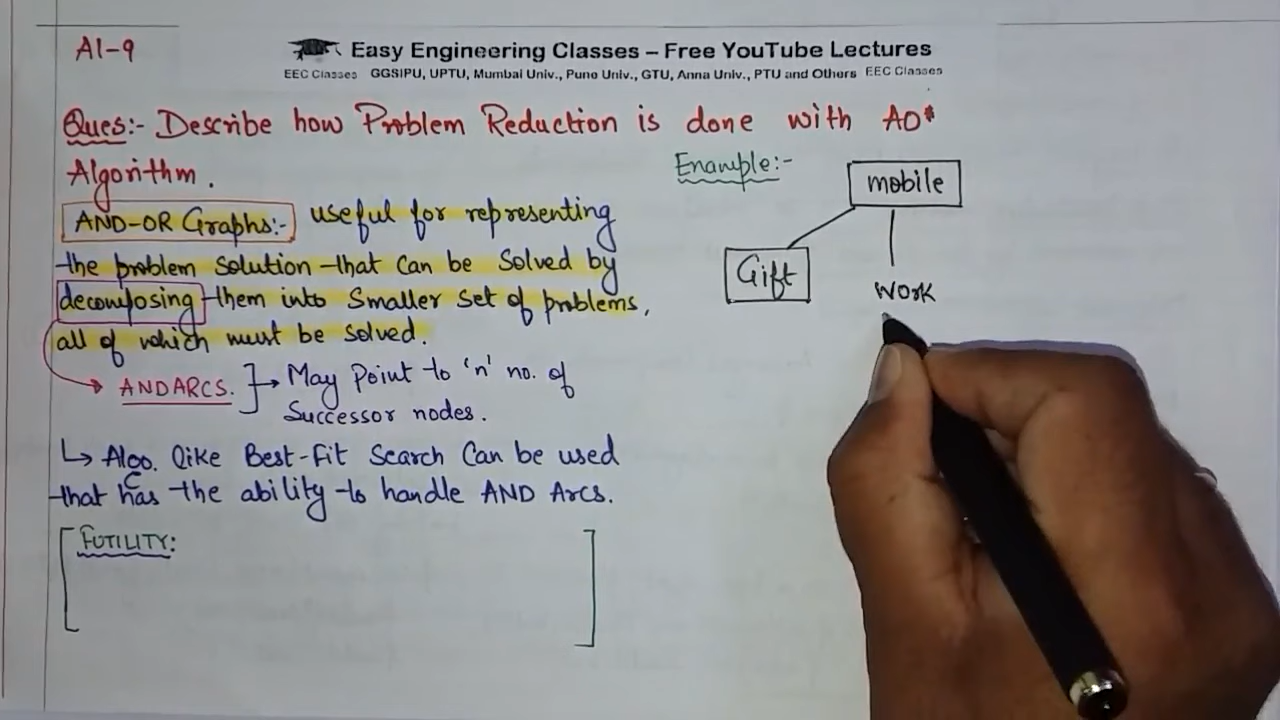 AI-9
Easy Engineering Classes – Free YouTube Lectures
EEC Classes GGSIPU, UPTU, Mumbai Univ., Pune Univ., GTU, Anna Univ., PTU and Others EEC Classes
Ques:- Describe how Problem Reduction is done with AO*
Algorithm.
AND-OR Graphs:- useful for representing
the problem solution that can be solved by
decomposing them into smaller set of problems,
all of which must be solved.
AND ARCS. → May Point to 'n' no. of
Successor nodes.
↳ Algo. like Best-Fit Search Can be used
that has the ability to handle AND Arcs.
FUTILITY:
Example:-
mobile
Gift
Work